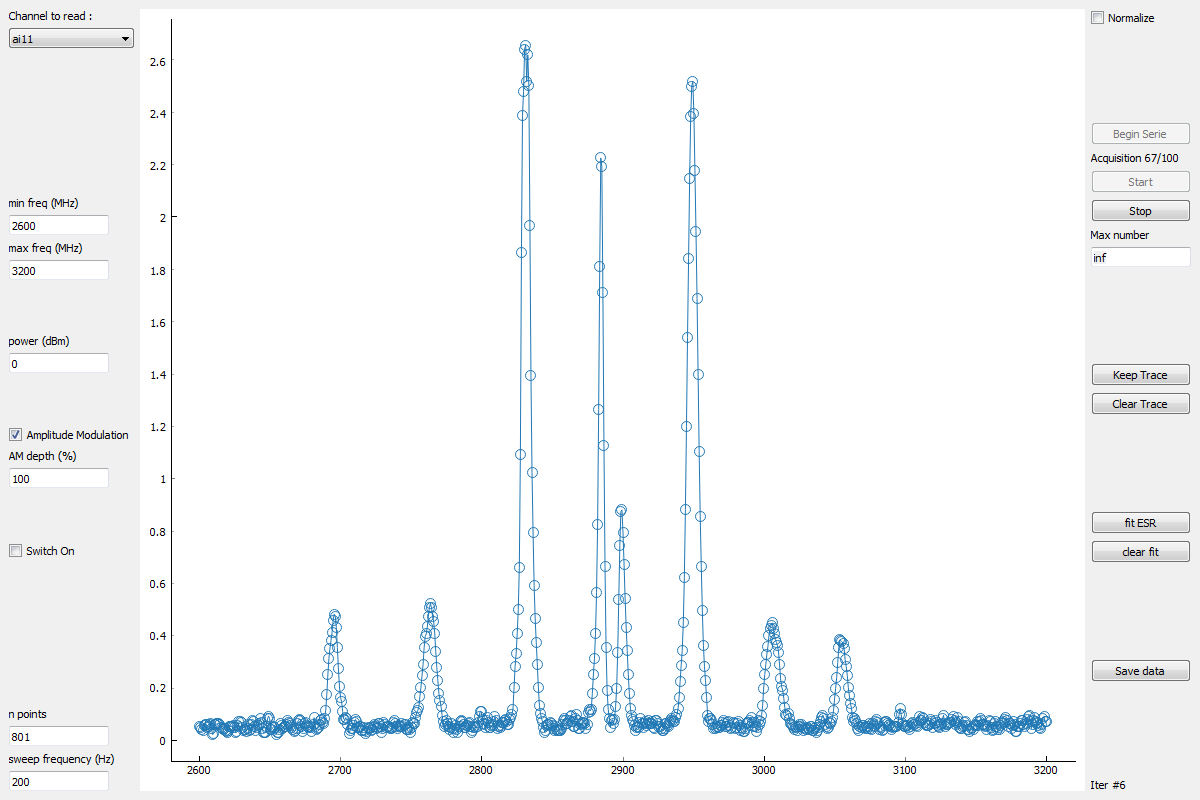 Channel to read :
ai11
min freq (MHz)
2600
max freq (MHz)
3200
power (dBm)
0
Amplitude Modulation
AM depth (%)
100
Switch On
n points
801
sweep frequency (Hz)
200
2.6
2.4
2.2
2
1.8
1.6
1.4
1.2
1
0.8
0.6
0.4
0.2
0
2600 2700 2800 2900 3000 3100 3200
Normalize
Begin Serie
Acquisition 67/100
Start
Stop
Max number
inf
Keep Trace
Clear Trace
fit ESR
clear fit
Save data
Iter #6